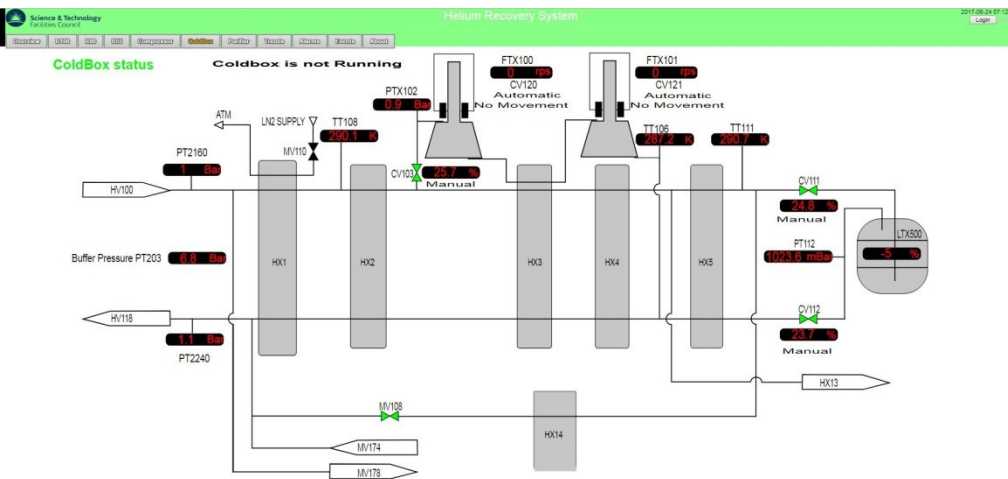 Science & Technology
Facilities Council
Helium Recovery System
2017-06-24 07:12
Login
Overview
R108
R80
R55
Compressor
ColdBox
Purifier
Trends
Alarms
Events
About
ColdBox status
Coldbox is not Running
FTX100
0 rps
CV120
Automatic
No Movement
FTX101
0 rps
CV121
Automatic
No Movement
PTX102
0.9 Bar
ATM
LN2 SUPPLY
MV110
TT108
290.1 K
TT106
287.2 K
TT111
290.7 K
PT2160
1 Bar
HV100
CV103
25.7 %
Manual
CV111
24.8 %
Manual
Buffer Pressure PT203
6.8 Bar
HX1
HX2
HX3
HX4
HX5
PT112
1023.6 mBar
LTX500
-5 %
HV118
1.1 Bar
PT2240
CV112
23.7 %
Manual
HX13
MV108
HX14
MV174
MV178